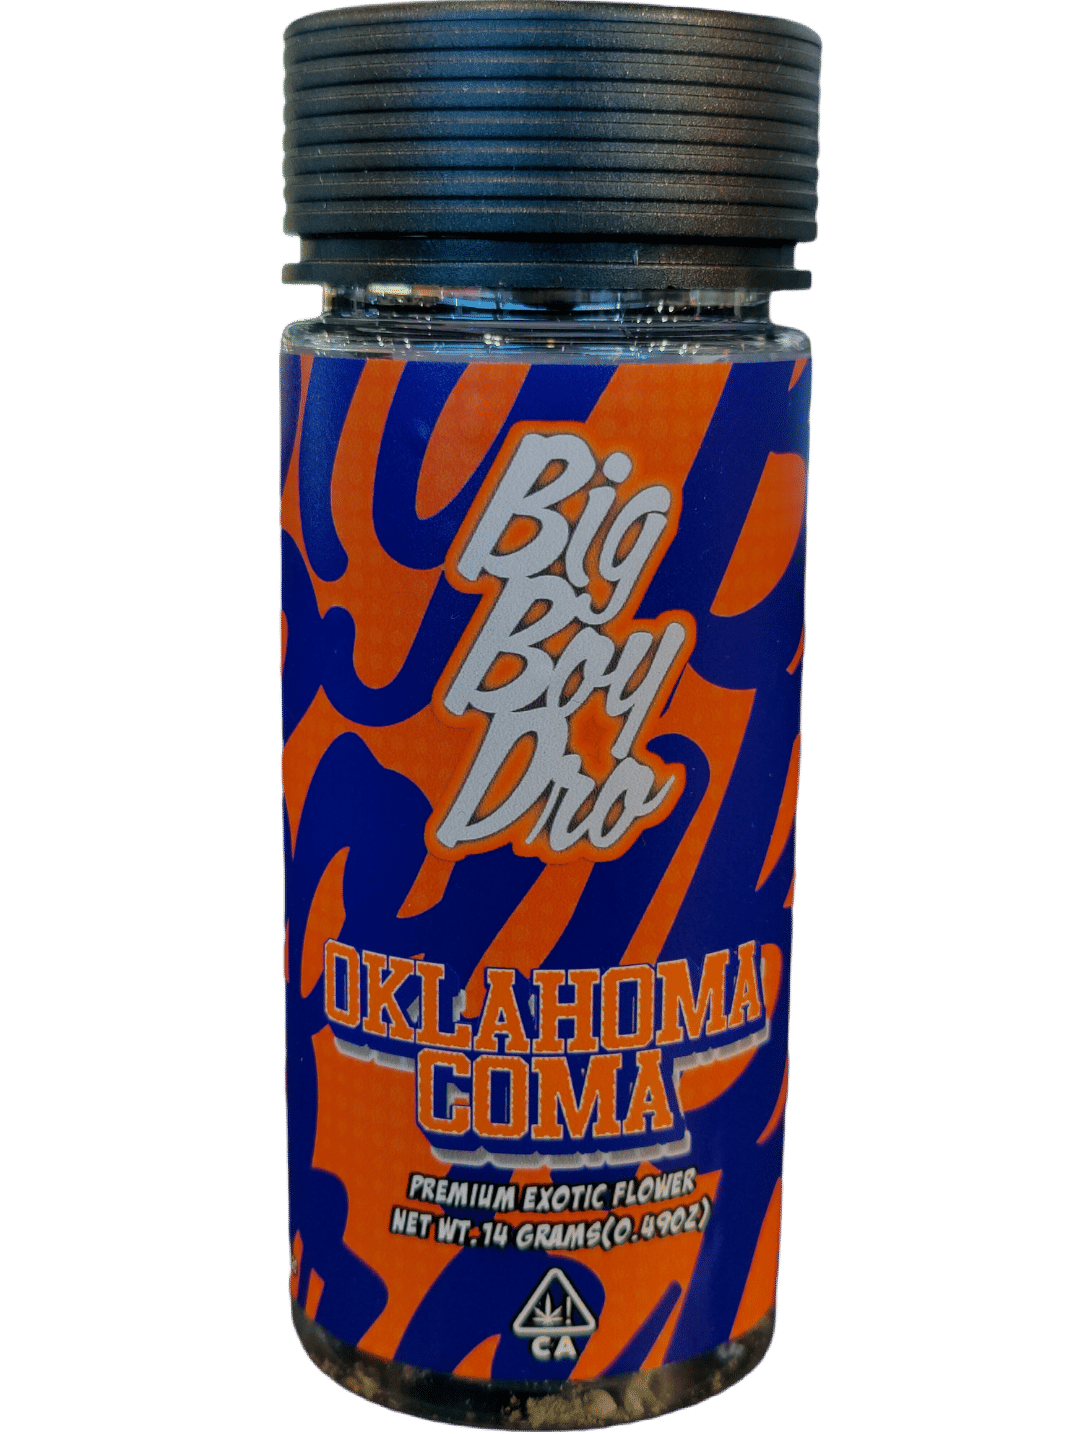 Big
Boy
Dro
OKLAHOMA
COMA
PREMIUM EXOTIC FLOWER
NET WT.:14 GRAMS(0.49OZ)
!
CA